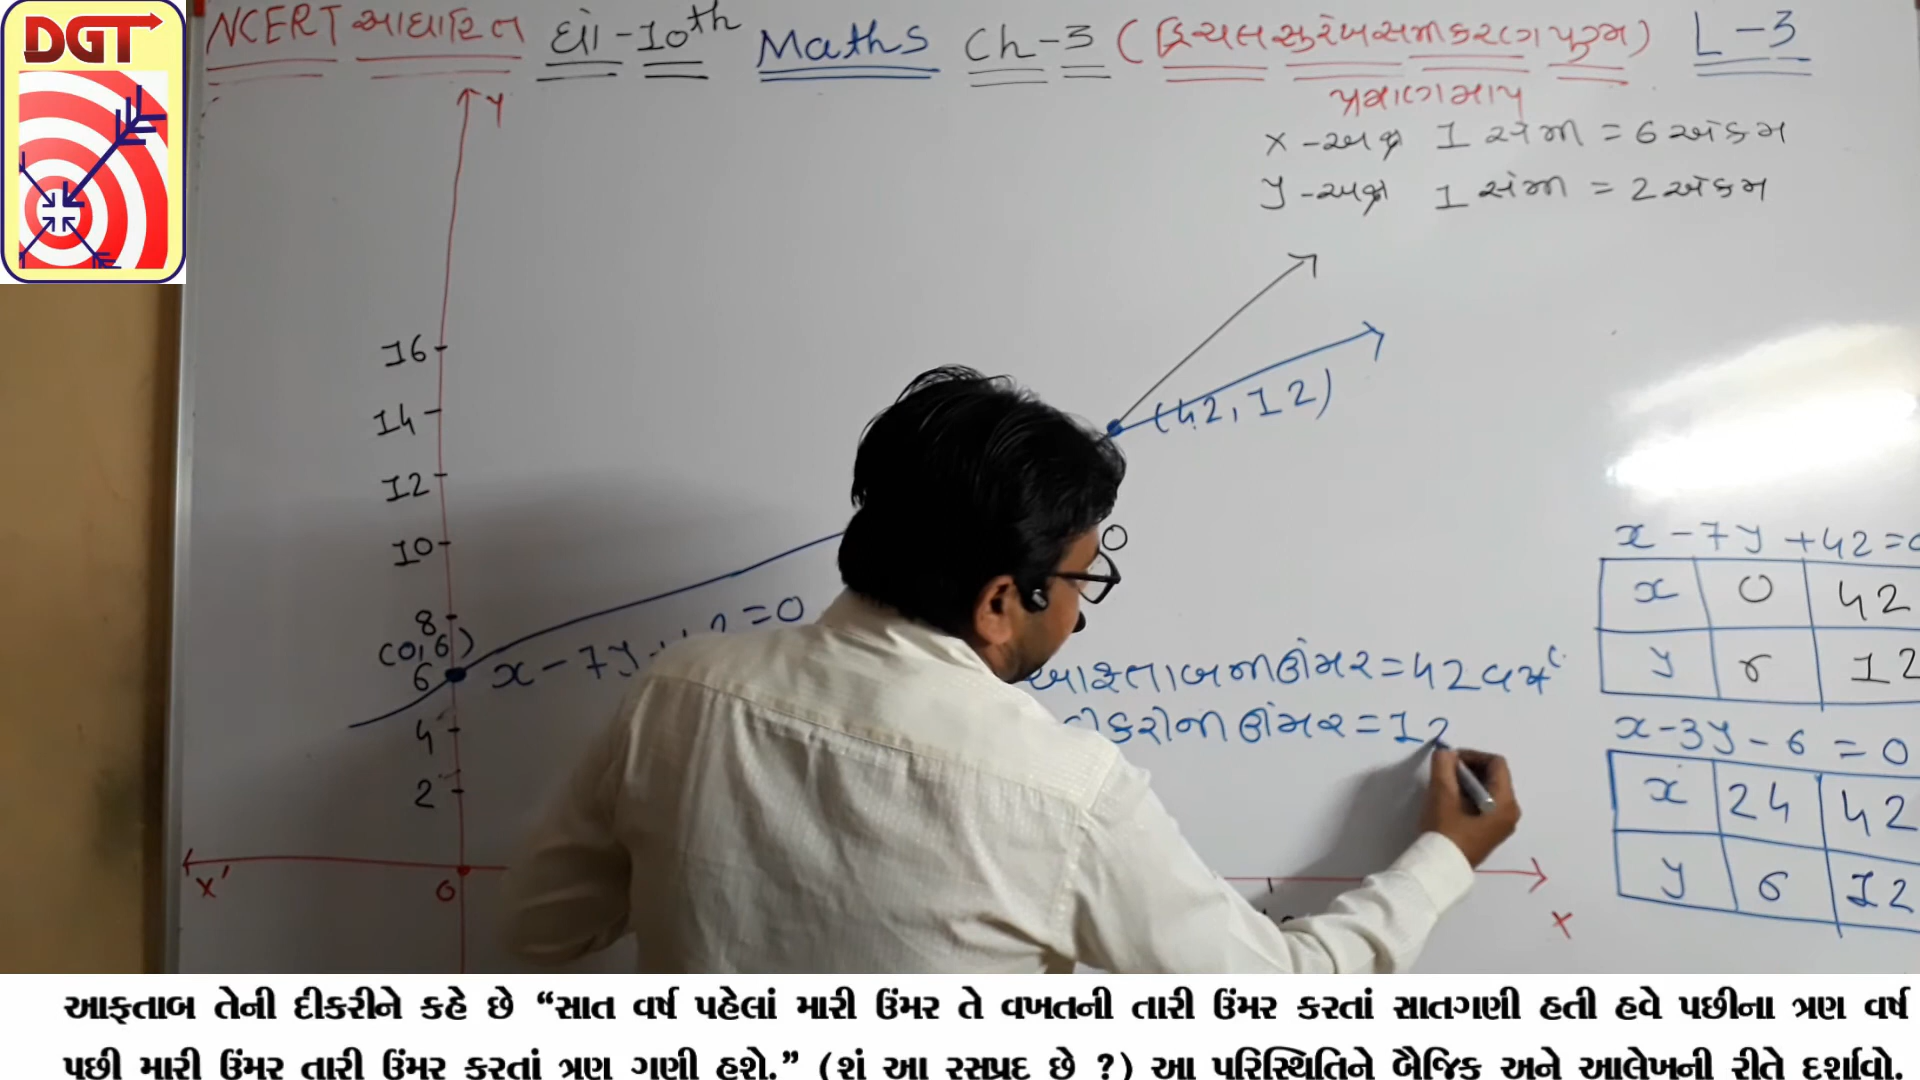 DGT
NCERT આધારિત ધો-10th Maths Ch-3 (દ્વિચલ સુરેખ સમીકરણ યુગ્મ) L-3
પ્રમાણમાપ
X-અક્ષ 1 સેમી = 6 એકમ
Y-અક્ષ 1 સેમી = 2 એકમ
Y
16
14
12
10
8
(0,6)
6
4
2
X'
0
X
(42,12)
x-7y
=0
0
આફતાબની ઉંમર = 42 વર્ષ
ઉંમર = 12
x-7y+42=0
x 0 42
y 6 12
x-3y-6=0
x 24 42
y 6 12
આફતાબ તેની દીકરીને કહે છે “સાત વર્ષ પહેલાં મારી ઉંમર તે વખતની તારી ઉંમર કરતાં સાતગણી હતી હવે પછીના ત્રણ વર્ષ
પછી મારી ઉંમર તારી ઉંમર કરતાં ત્રણ ગણી હશે.” (શં આ રસપ્રદ છે ?) આ પરિસ્થિતિને બૈજિક અને આલેખની રીતે દર્શાવો.